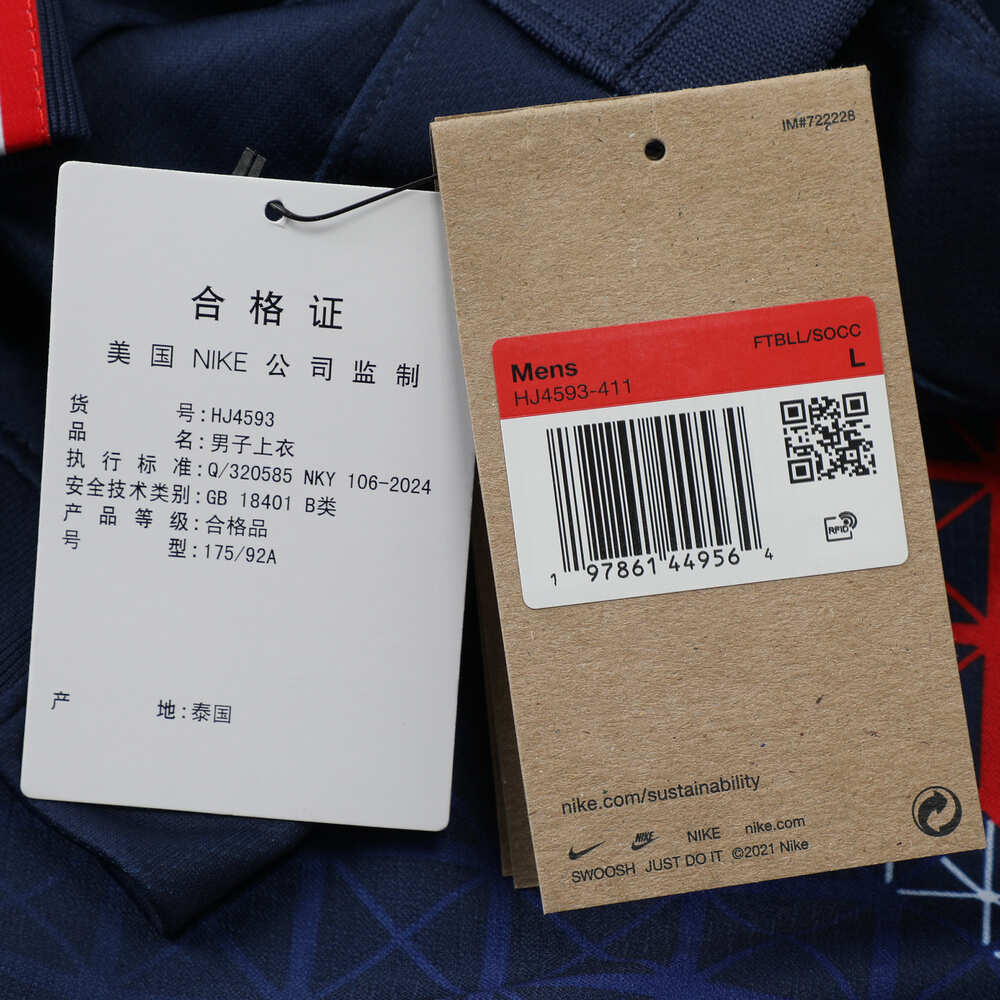 合格证
美国 NIKE 公司监制
货号:HJ4593
品名:男子上衣
执行标准:Q/320585 NKY 106-2024
安全技术类别:GB 18401 B类
产品等级:合格品
号型:175/92A
产地:泰国
IM#722228
FTBLL/SOCC
Mens L
HJ4593-411
RFID
1 97861 44956 4
nike.com/sustainability
NIKE NIKE nike.com
SWOOSH JUST DO IT ©2021 Nike